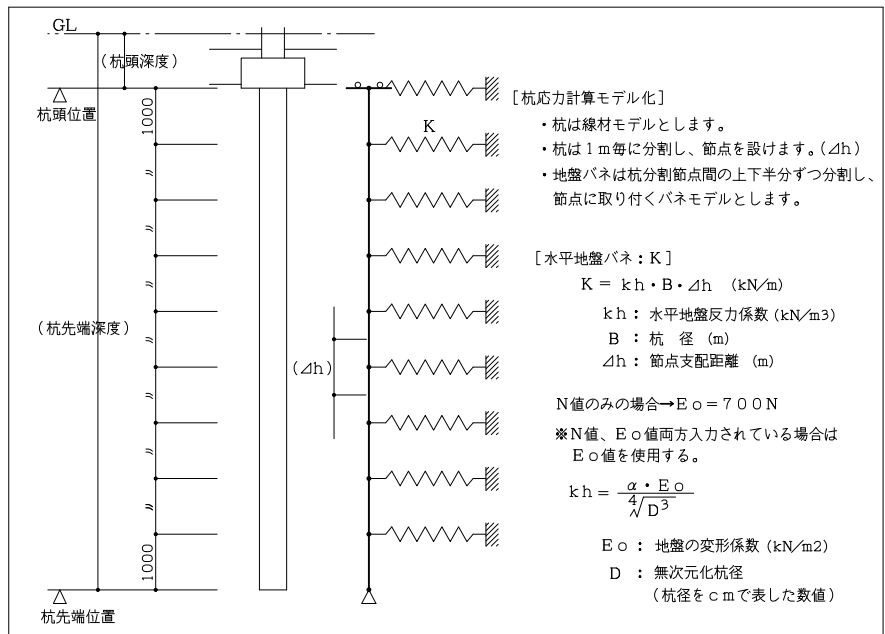 GL
(杭頭深度)
杭頭位置
1000
〃
〃
〃
〃
〃
〃
〃
1000
(杭先端深度)
杭先端位置
K
(⊿h)
[杭応力計算モデル化]
・杭は線材モデルとします。
・杭は1m毎に分割し、節点を設けます。(⊿h)
・地盤バネは杭分割節点間の上下半分ずつ分割し、
節点に取り付くバネモデルとします。
[水平地盤バネ:K]
K = kh・B・⊿h (kN/m)
kh : 水平地盤反力係数 (kN/m3)
B : 杭 径 (m)
⊿h : 節点支配距離 (m)
N値のみの場合→Eo=700N
※N値、Eo値両方入力されている場合は
Eo値を使用する。
kh = α・Eo / ⁴√D³
Eo : 地盤の変形係数 (kN/m2)
D : 無次元化杭径
(杭径をcmで表した数値)